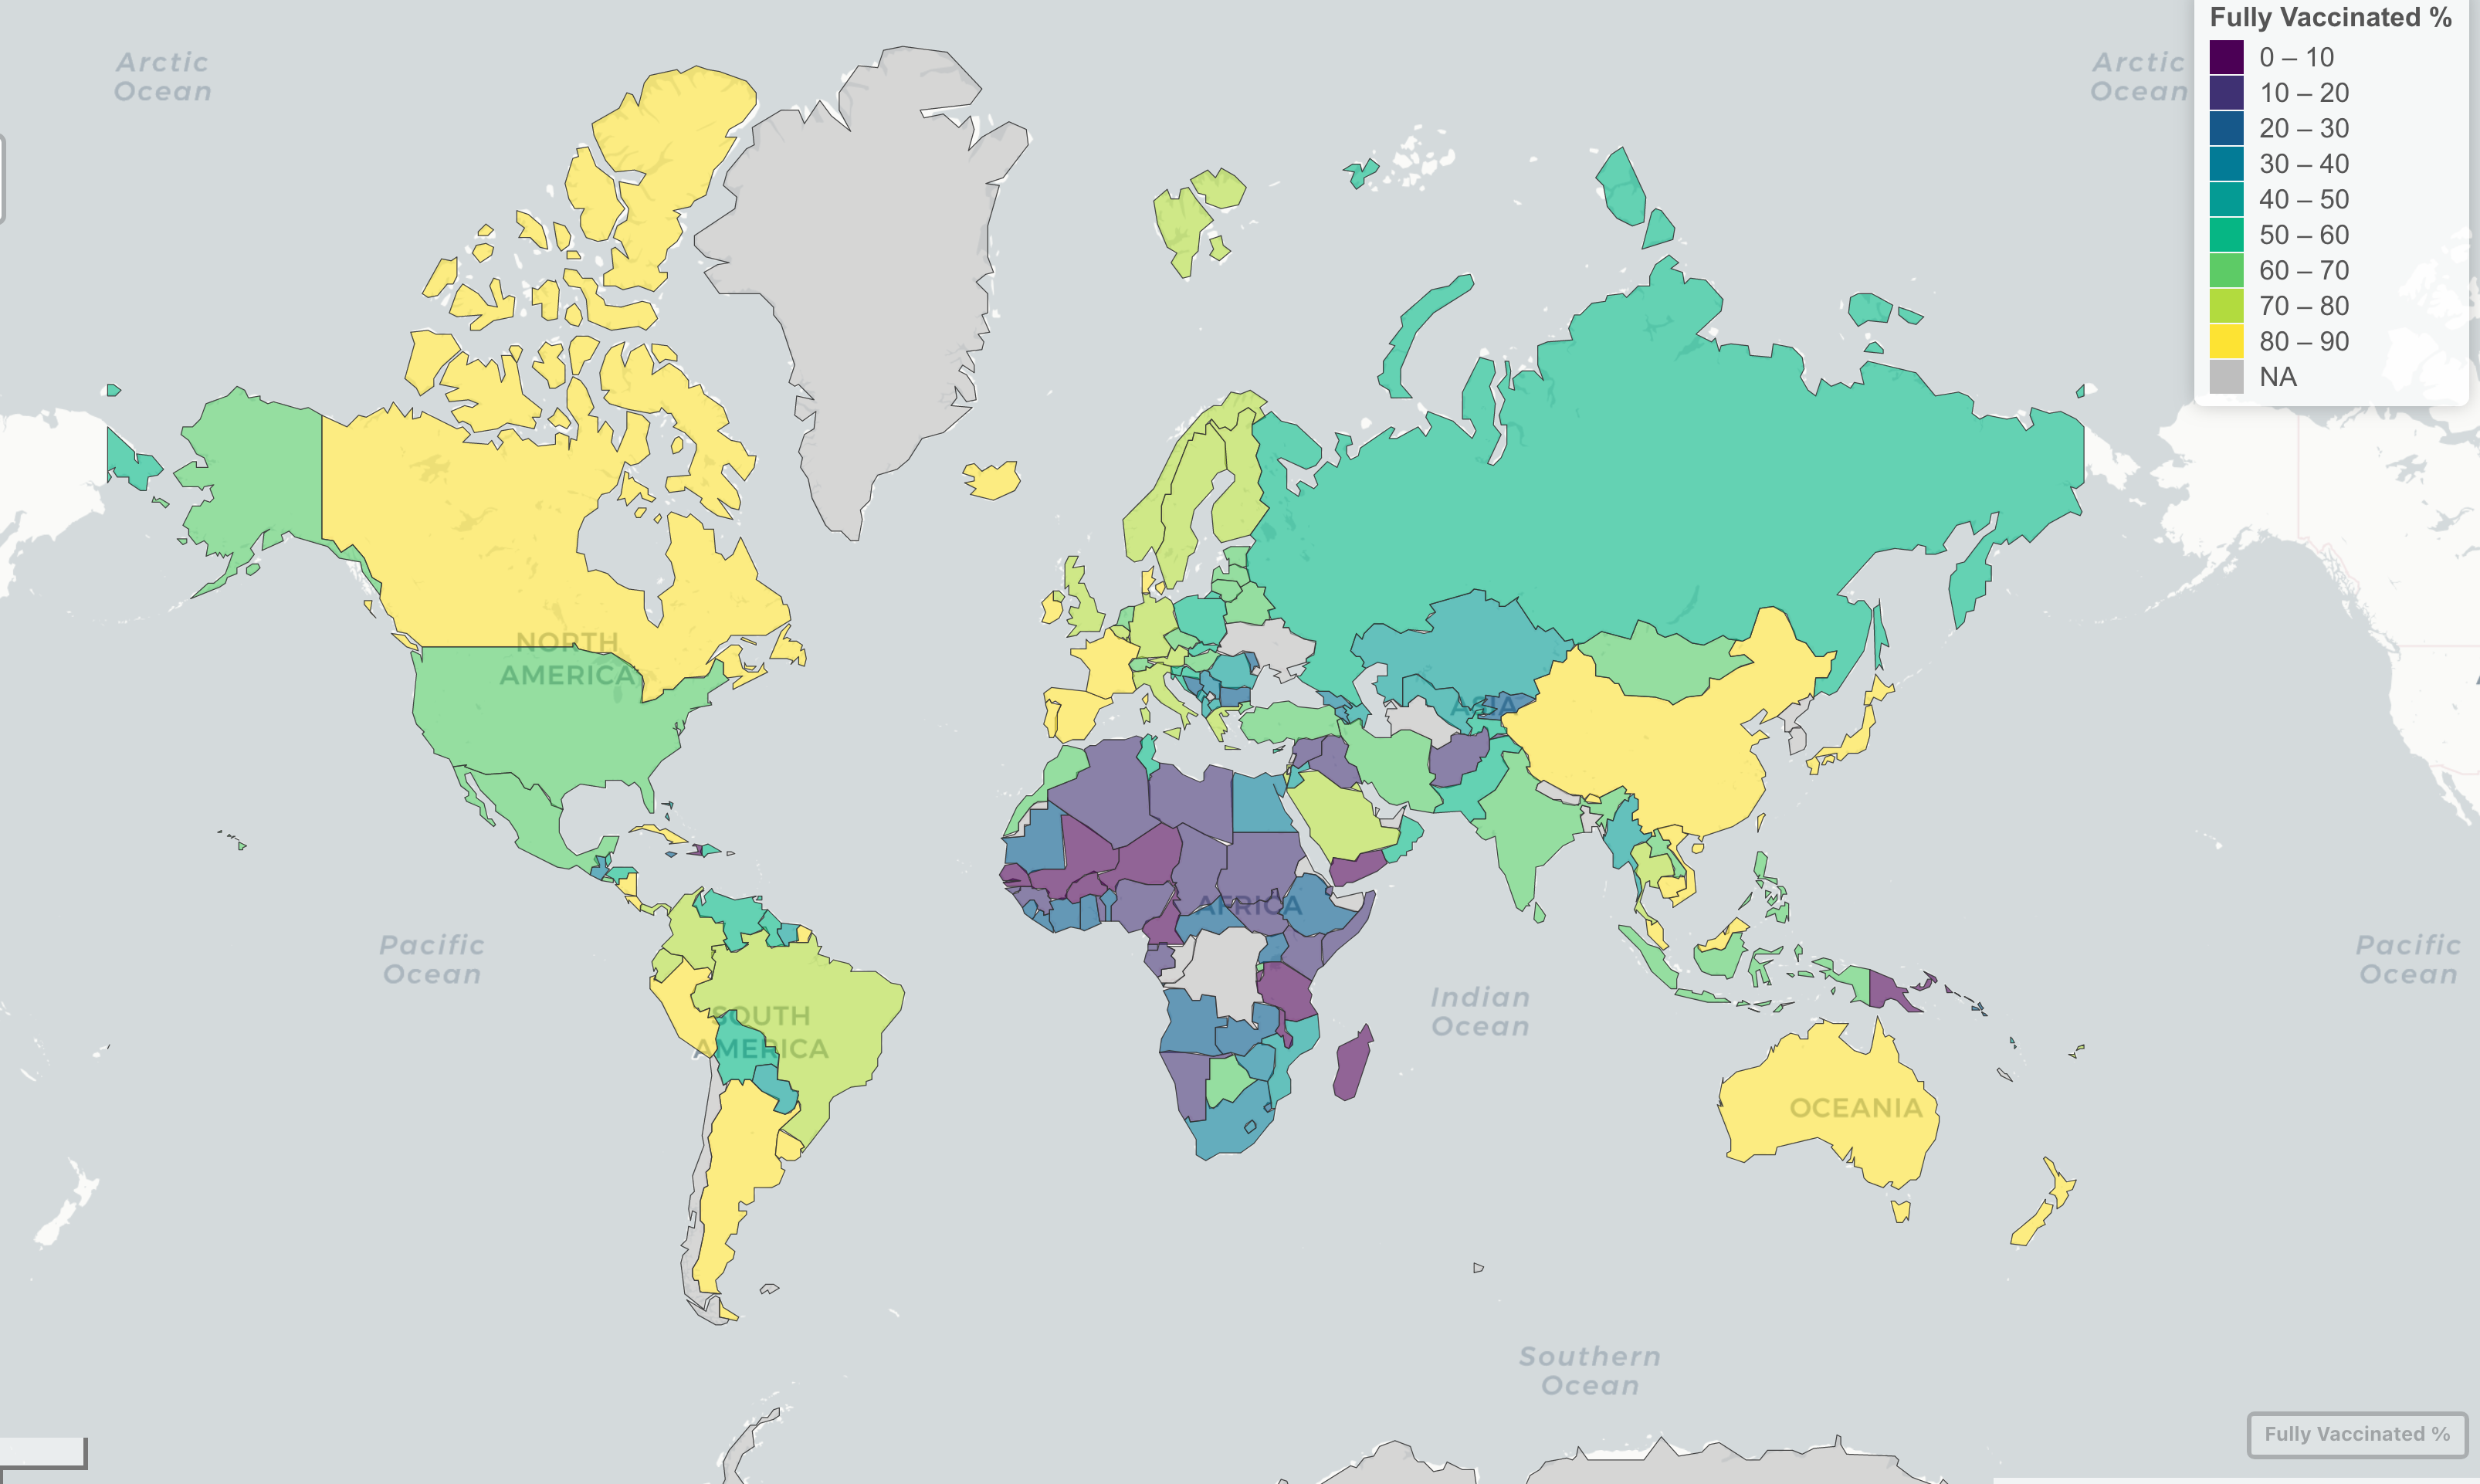 Arctic
Ocean
Arctic
Ocean
Fully Vaccinated %
0 – 10
10 – 20
20 – 30
30 – 40
40 – 50
50 – 60
60 – 70
70 – 80
80 – 90
NA
NORTH
AMERICA
ASIA
AFRICA
Pacific
Ocean
Pacific
Ocean
Indian
Ocean
SOUTH
AMERICA
OCEANIA
Southern
Ocean
Fully Vaccinated %